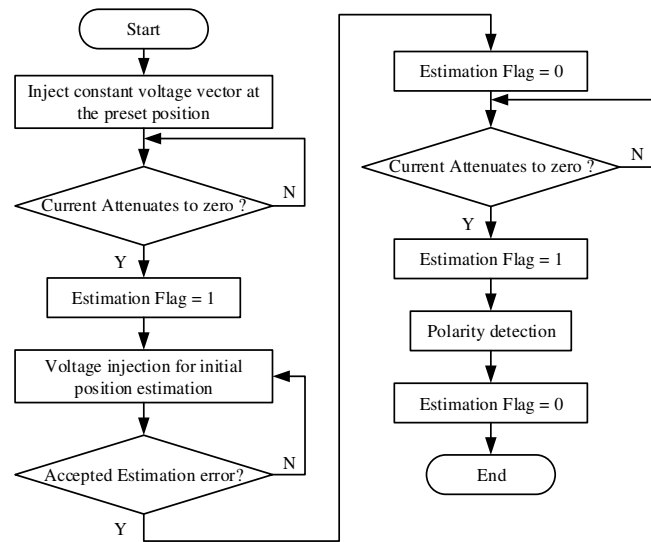 Start
Inject constant voltage vector at
the preset position
Current Attenuates to zero ?
N
Y
Estimation Flag = 1
Voltage injection for initial
position estimation
Accepted Estimation error?
N
Y
Estimation Flag = 0
Current Attenuates to zero ?
N
Y
Estimation Flag = 1
Polarity detection
Estimation Flag = 0
End